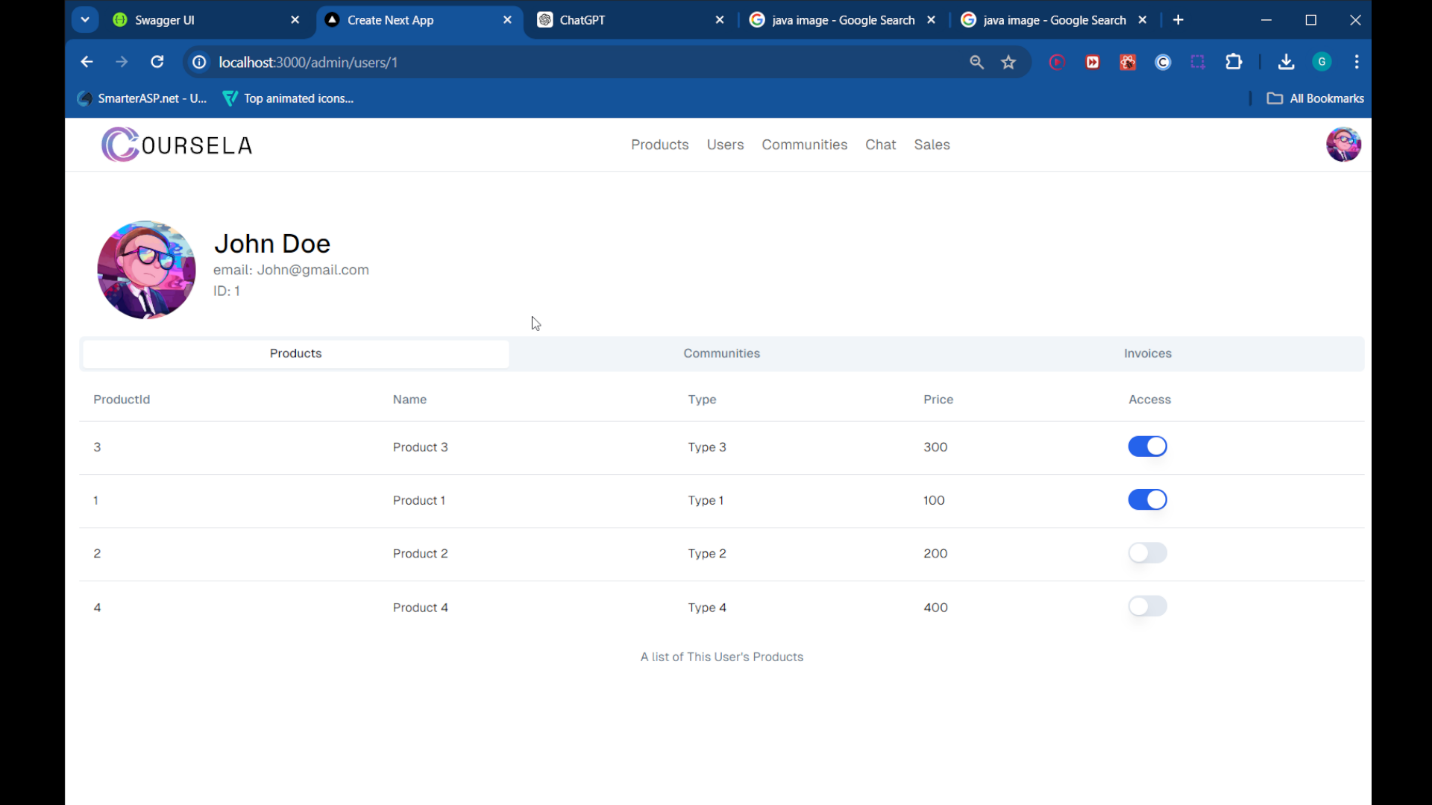 Swagger UI
Create Next App
ChatGPT
java image - Google Search
java image - Google Search
localhost:3000/admin/users/1
G
SmarterASP.net - U...
Top animated icons...
All Bookmarks
COURSELA
Products
Users
Communities
Chat
Sales
John Doe
email: John@gmail.com
ID: 1
Products
Communities
Invoices
ProductId Name Type Price Access
3 Product 3 Type 3 300
1 Product 1 Type 1 100
2 Product 2 Type 2 200
4 Product 4 Type 4 400
A list of This User's Products